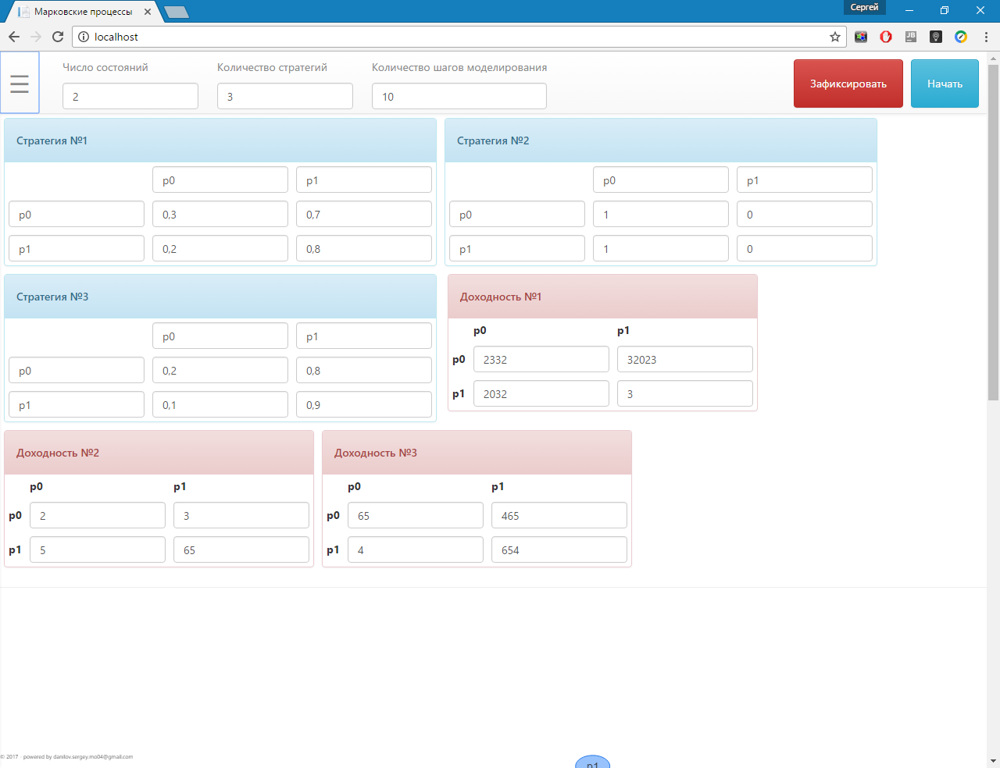 Марковские процессы
Сергей
localhost
JB
Число состояний
Количество стратегий
Количество шагов моделирования
2
3
10
Зафиксировать
Начать
Стратегия №1
p0
p1
p0
0,3
0,7
p1
0,2
0,8
Стратегия №2
p0
p1
p0
1
0
p1
1
0
Стратегия №3
p0
p1
p0
0,2
0,8
p1
0,1
0,9
Доходность №1
p0
p1
p0
2332
32023
p1
2032
3
Доходность №2
p0
p1
p0
2
3
p1
5
65
Доходность №3
p0
p1
p0
65
465
p1
4
654
© 2017 · powered by danilov.sergey.mo04@gmail.com
p1